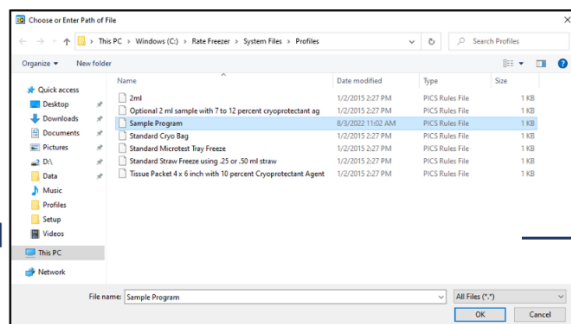 Choose or Enter Path of File
This PC > Windows (C:) > Rate Freezer > System Files > Profiles
Search Profiles
Organize
New folder
Name Date modified Type Size
Quick access
Desktop
Downloads
Documents
Pictures
D:\
Data
Music
Profiles
Setup
Videos
This PC
Network
2ml 1/2/2015 2:27 PM PICS Rules File 1 KB
Optional 2 ml sample with 7 to 12 percent cryoprotectant ag 1/2/2015 2:27 PM PICS Rules File 1 KB
Sample Program 8/3/2022 11:02 AM PICS Rules File 1 KB
Standard Cryo Bag 1/2/2015 2:27 PM PICS Rules File 1 KB
Standard Microtest Tray Freeze 1/2/2015 2:27 PM PICS Rules File 1 KB
Standard Straw Freeze using .25 or .50 ml straw 1/2/2015 2:27 PM PICS Rules File 1 KB
Tissue Packet 4 x 6 inch with 10 percent Cryoprotectant Agent 1/2/2015 2:27 PM PICS Rules File 1 KB
File name: Sample Program
All Files (*.*)
OK
Cancel